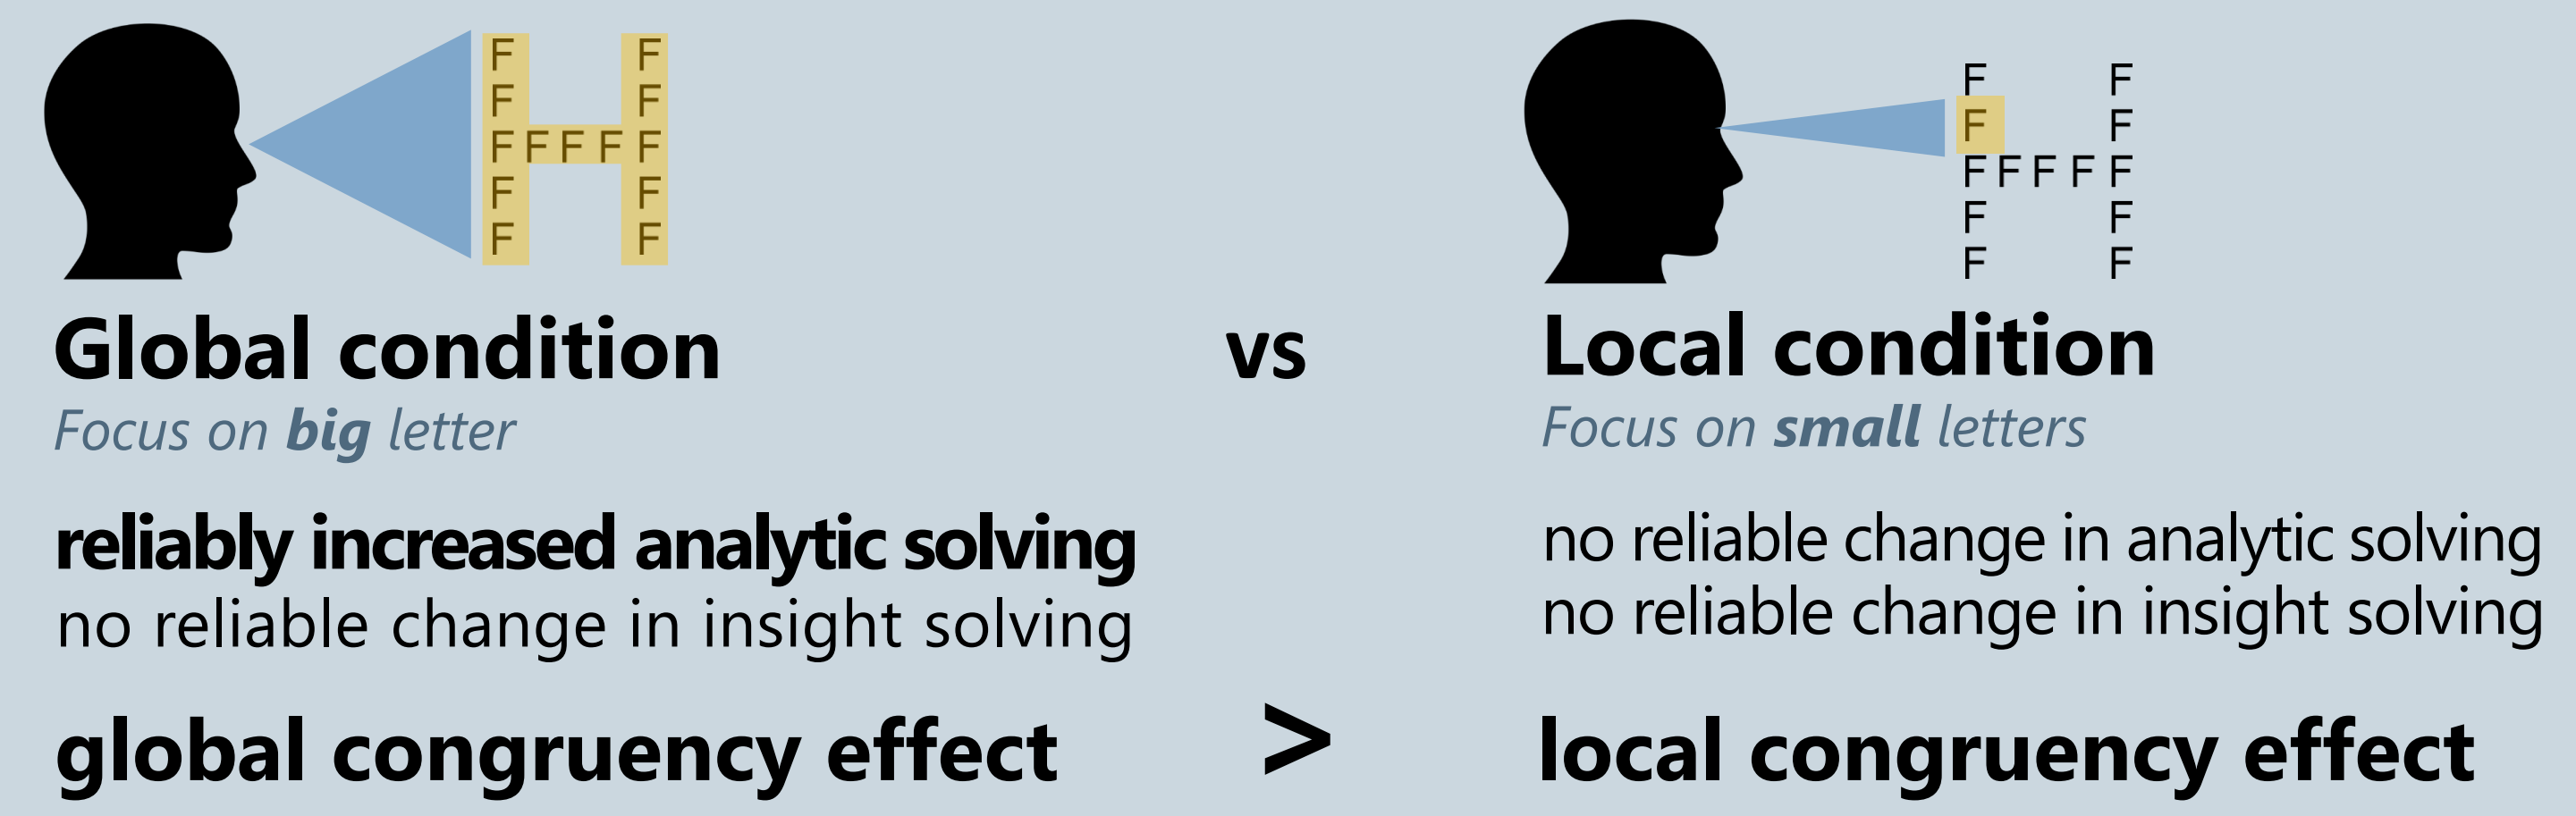 F F
F F
F F F F F
F F
F F
Global condition
Focus on big letter
reliably increased analytic solving
no reliable change in insight solving
global congruency effect
vs
>
F F
F F
F F F F F
F F
F F
Local condition
Focus on small letters
no reliable change in analytic solving
no reliable change in insight solving
local congruency effect